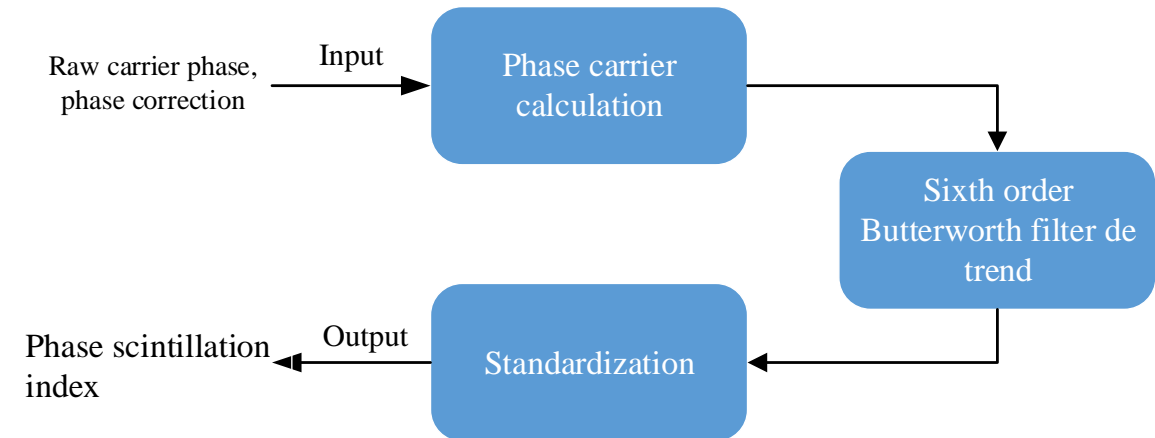 Raw carrier phase,
phase correction
Input
Phase carrier
calculation
Sixth order
Butterworth filter de
trend
Standardization
Output
Phase scintillation
index